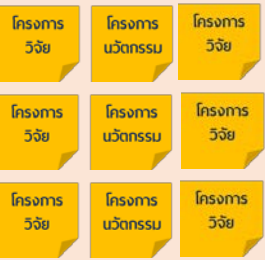 โครงการ
วิจัย
โครงการ
นวัตกรรม
โครงการ
วิจัย
โครงการ
วิจัย
โครงการ
นวัตกรรม
โครงการ
วิจัย
โครงการ
วิจัย
โครงการ
นวัตกรรม
โครงการ
วิจัย